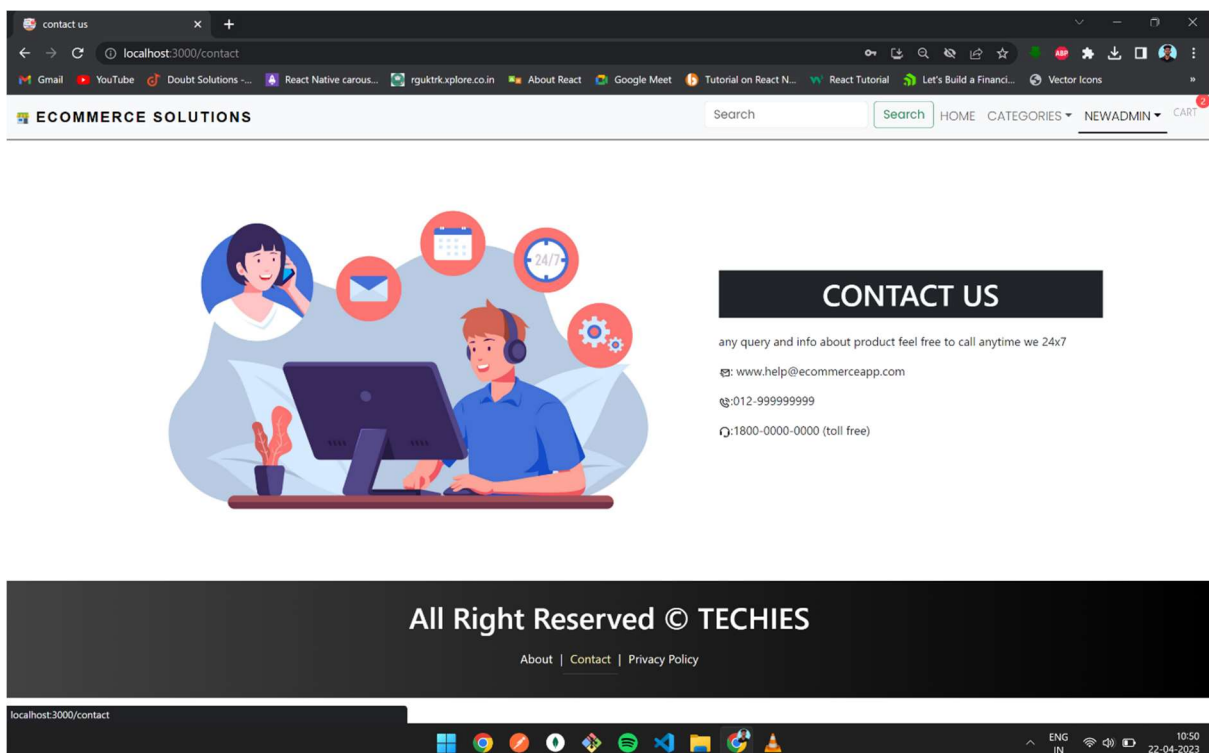 contact us
localhost:3000/contact
ABP
Gmail YouTube Doubt Solutions -... React Native carous... rguktrk.xplore.co.in About React Google Meet Tutorial on React N... React Tutorial Let's Build a Financi... Vector Icons »
ECOMMERCE SOLUTIONS Search Search HOME CATEGORIES NEWADMIN CART 2
24/7
CONTACT US
any query and info about product feel free to call anytime we 24x7
: www.help@ecommerceapp.com
:012-999999999
:1800-0000-0000 (toll free)
All Right Reserved © TECHIES
About | Contact | Privacy Policy
localhost:3000/contact
ENG 10:50
IN 22-04-2023